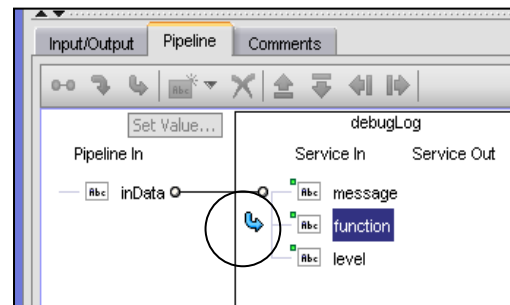 Input/Output Pipeline Comments
Abc
Set Value... debugLog
Pipeline In Service In Service Out
Abc inData Abc message
Abc function
Abc level